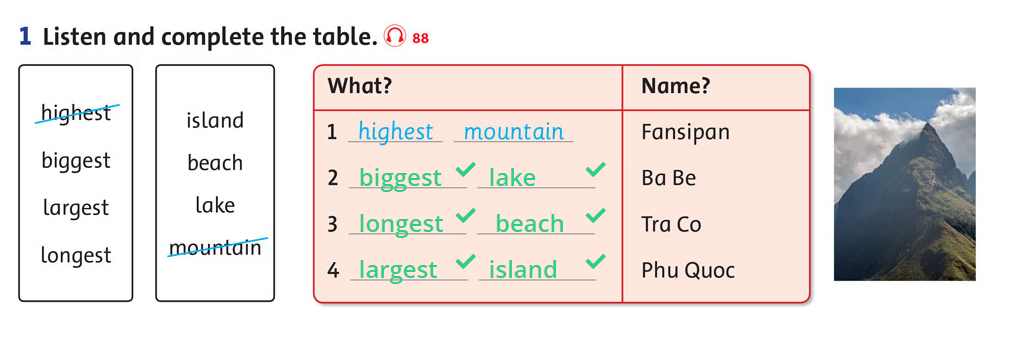 1 Listen and complete the table. 88
highest
biggest
largest
longest
island
beach
lake
mountain
What? Name?
1 highest mountain Fansipan
2 biggest lake Ba Be
3 longest beach Tra Co
4 largest island Phu Quoc